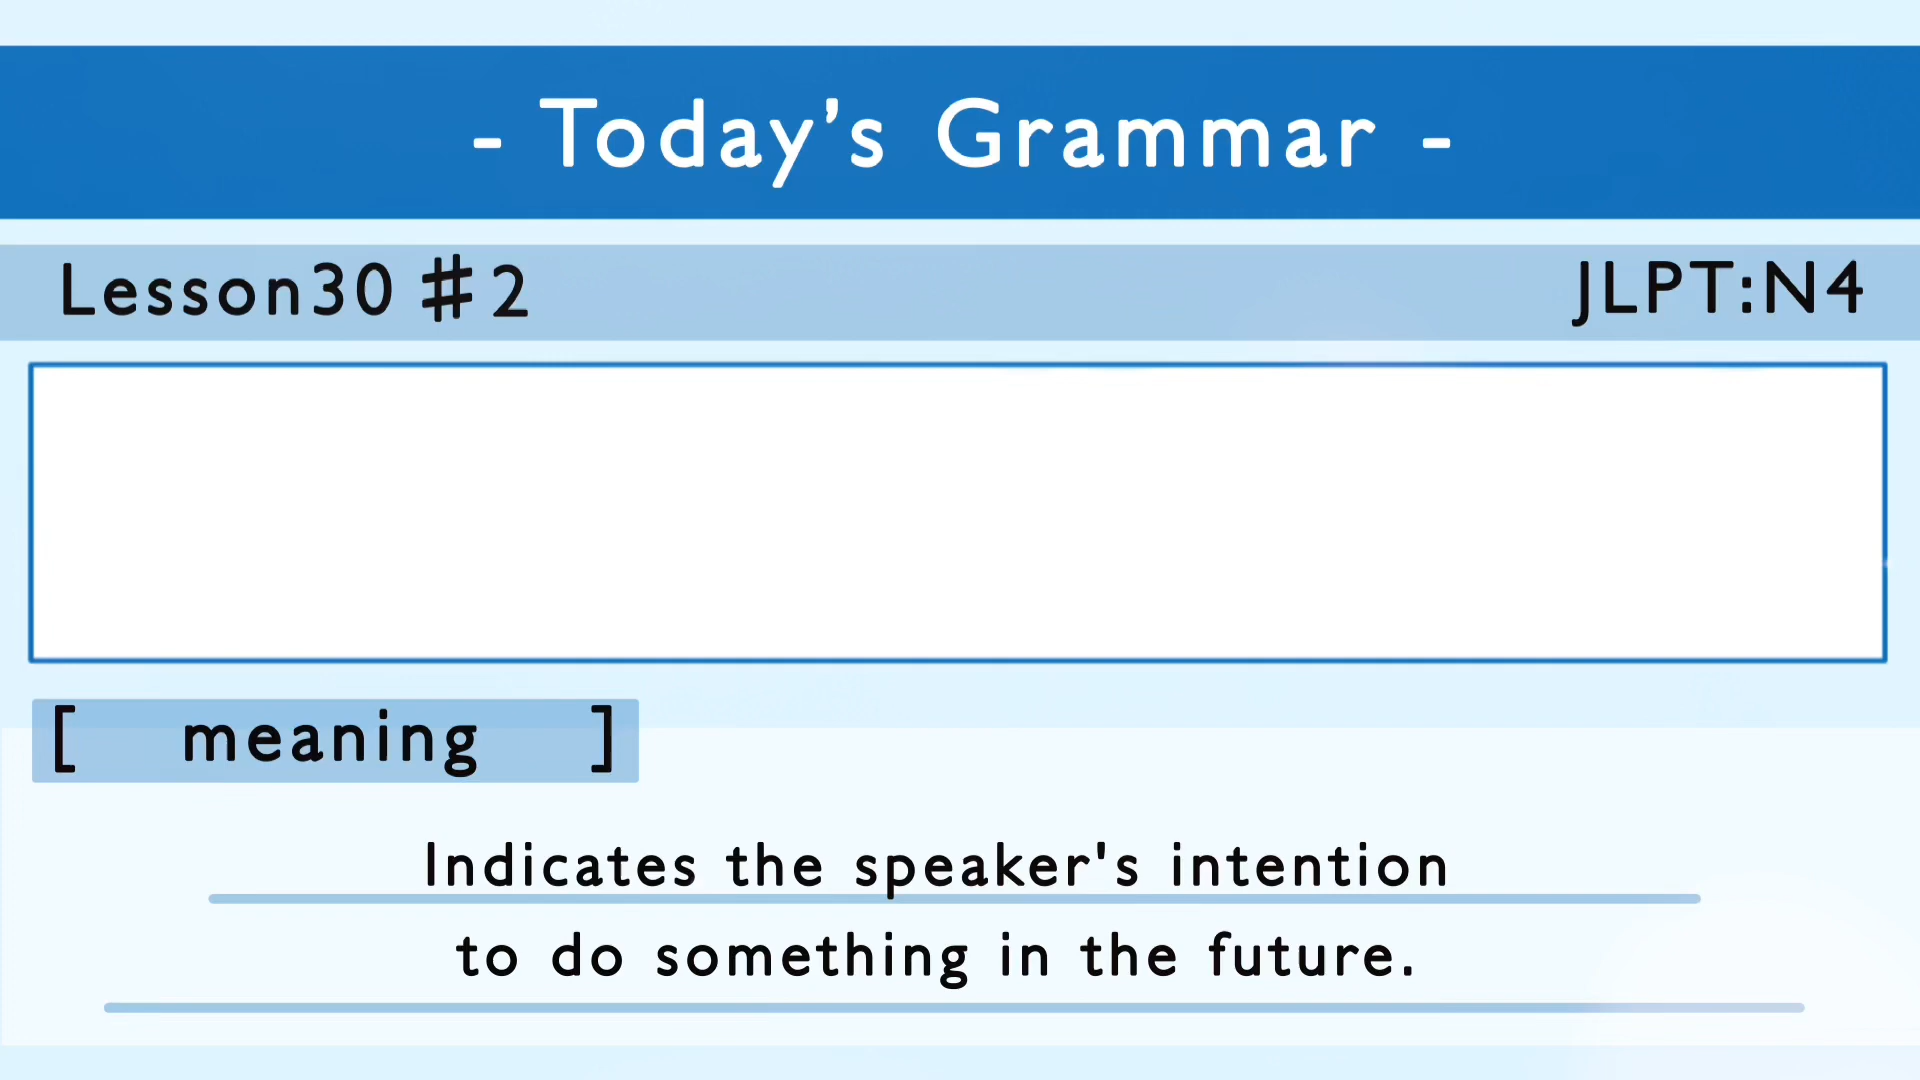 - Today’s Grammar -
Lesson30 #2
JLPT:N4
[ meaning ]
Indicates the speaker's intention
to do something in the future.